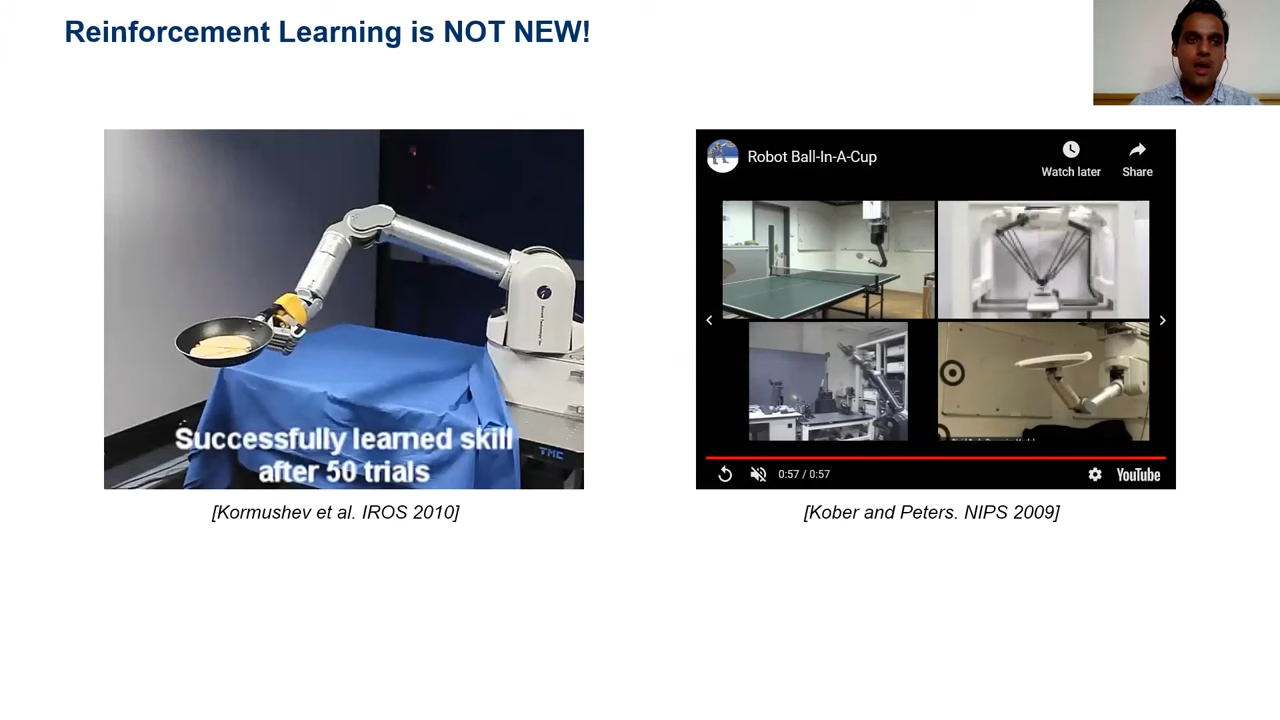 Reinforcement Learning is NOT NEW!
Successfully learned skill
after 50 trials
TMC
[Kormushev et al. IROS 2010]
Robot Ball-In-A-Cup
Watch later
Share
0:57 / 0:57
YouTube
[Kober and Peters. NIPS 2009]